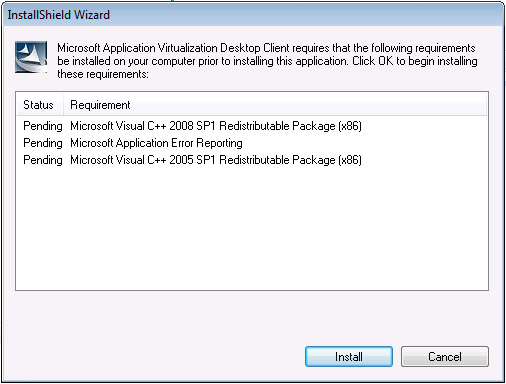 InstallShield Wizard
Microsoft Application Virtualization Desktop Client requires that the following requirements
be installed on your computer prior to installing this application. Click OK to begin installing
these requirements:
Status Requirement
Pending Microsoft Visual C++ 2008 SP1 Redistributable Package (x86)
Pending Microsoft Application Error Reporting
Pending Microsoft Visual C++ 2005 SP1 Redistributable Package (x86)
Install Cancel